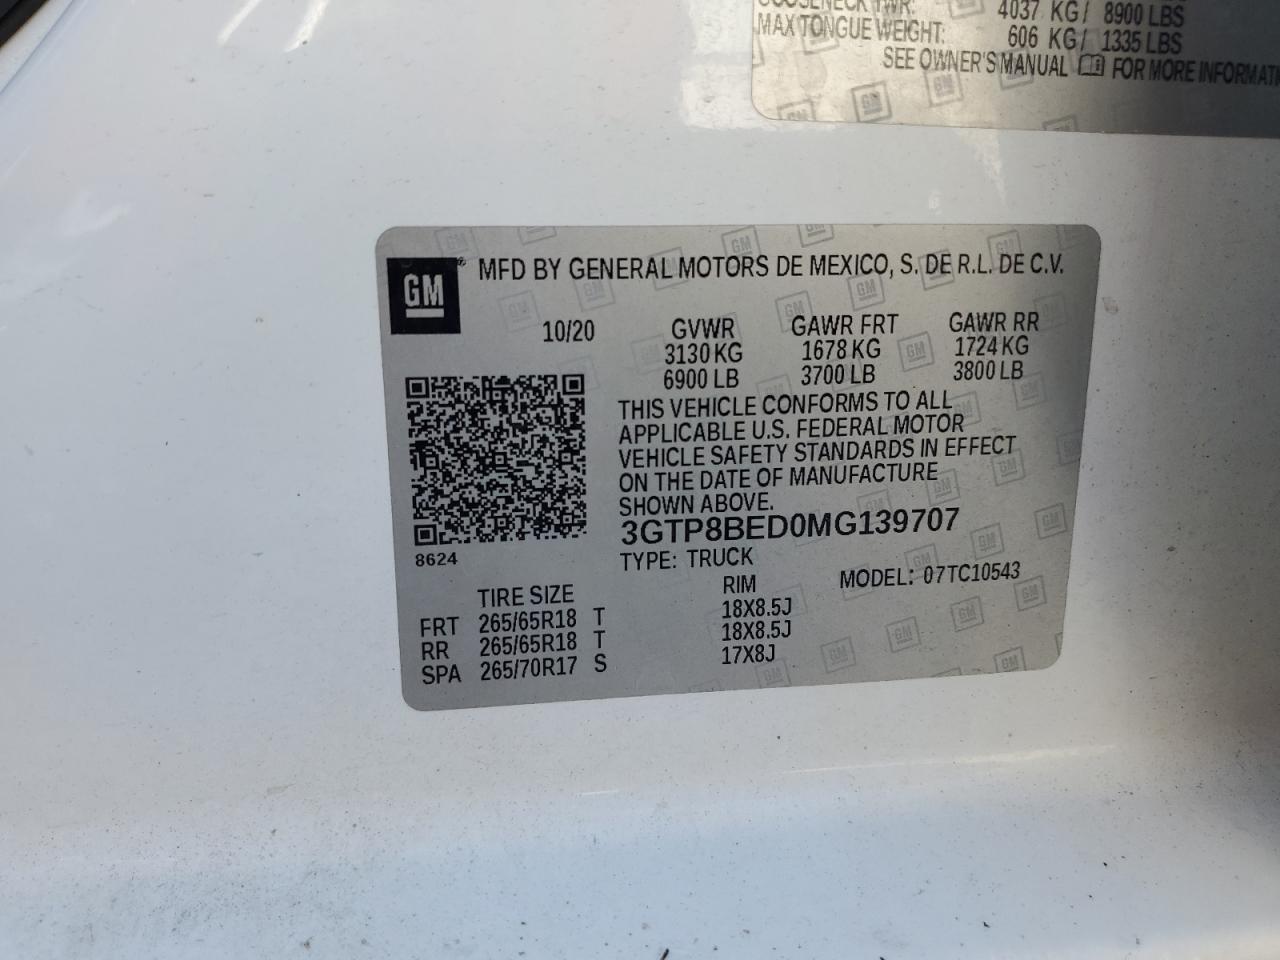 4037 KG/ 8900 LBS
MAX TONGUE WEIGHT: 606 KG/ 1335 LBS
SEE OWNER'S MANUAL FOR MORE
GM
MFD BY GENERAL MOTORS DE MEXICO, S. DE R.L. DE C.V.
10/20 GVWR GAWR FRT GAWR RR
3130 KG 1678 KG 1724 KG
6900 LB 3700 LB 3800 LB
THIS VEHICLE CONFORMS TO ALL
APPLICABLE U.S. FEDERAL MOTOR
VEHICLE SAFETY STANDARDS IN EFFECT
ON THE DATE OF MANUFACTURE
SHOWN ABOVE.
3GTP8BED0MG139707
8624
TYPE: TRUCK
MODEL: 07TC10543
TIRE SIZE RIM
FRT 265/65R18 T 18X8.5J
RR 265/65R18 T 18X8.5J
SPA 265/70R17 S 17X8J